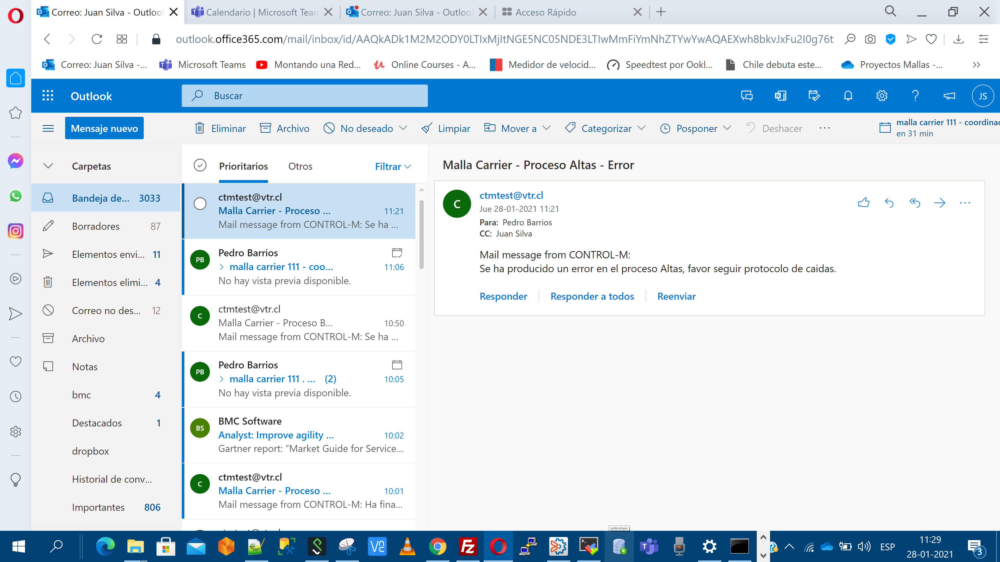 Correo: Juan Silva - Outloo
Calendario | Microsoft Team
Correo: Juan Silva - Outlool
Acceso Rápido
outlook.office365.com/mail/inbox/id/AAQkADk1M2M2ODY0LTIxMjItNGE5NC05NDE3LTIwMmFiYmNhZTYwYwAQAEXwh8bkvJxFu2I0g76t
Correo: Juan Silva -...
Microsoft Teams
Montando una Red...
Online Courses - A...
Medidor de velocid...
Speedtest por Ookl...
Chile debuta este...
Proyectos Mallas -...
Outlook
Buscar
JS
Mensaje nuevo
Eliminar
Archivo
No deseado
Limpiar
Mover a
Categorizar
Posponer
Deshacer
malla carrier 111 - coordinac
en 31 min
Carpetas
Bandeja de... 3033
Borradores 87
Elementos envi... 11
Elementos elimi... 4
Correo no des... 12
Archivo
Notas
bmc 4
Destacados 1
dropbox
Historial de conv...
Importantes 806
Prioritarios
Otros
Filtrar
ctmtest@vtr.cl
Malla Carrier - Proceso ... 11:21
Mail message from CONTROL-M: Se ha ...
PB
Pedro Barrios
malla carrier 111 - coo... 11:06
No hay vista previa disponible.
C
ctmtest@vtr.cl
Malla Carrier - Proceso B... 10:50
Mail message from CONTROL-M: Se ha ...
PB
Pedro Barrios
malla carrier 111 . ... (2) 10:05
No hay vista previa disponible.
BS
BMC Software
Analyst: Improve agility ... 10:02
Gartner report: “Market Guide for Service...
C
ctmtest@vtr.cl
Malla Carrier - Proceso ... 10:01
Mail message from CONTROL-M: Ha fina...
Malla Carrier - Proceso Altas - Error
C
ctmtest@vtr.cl
Jue 28-01-2021 11:21
Para: Pedro Barrios
CC: Juan Silva
Mail message from CONTROL-M:
Se ha producido un error en el proceso Altas, favor seguir protocolo de caidas.
Responder
Responder a todos
Reenviar
sqldeveloper
ESP
11:29
28-01-2021
3